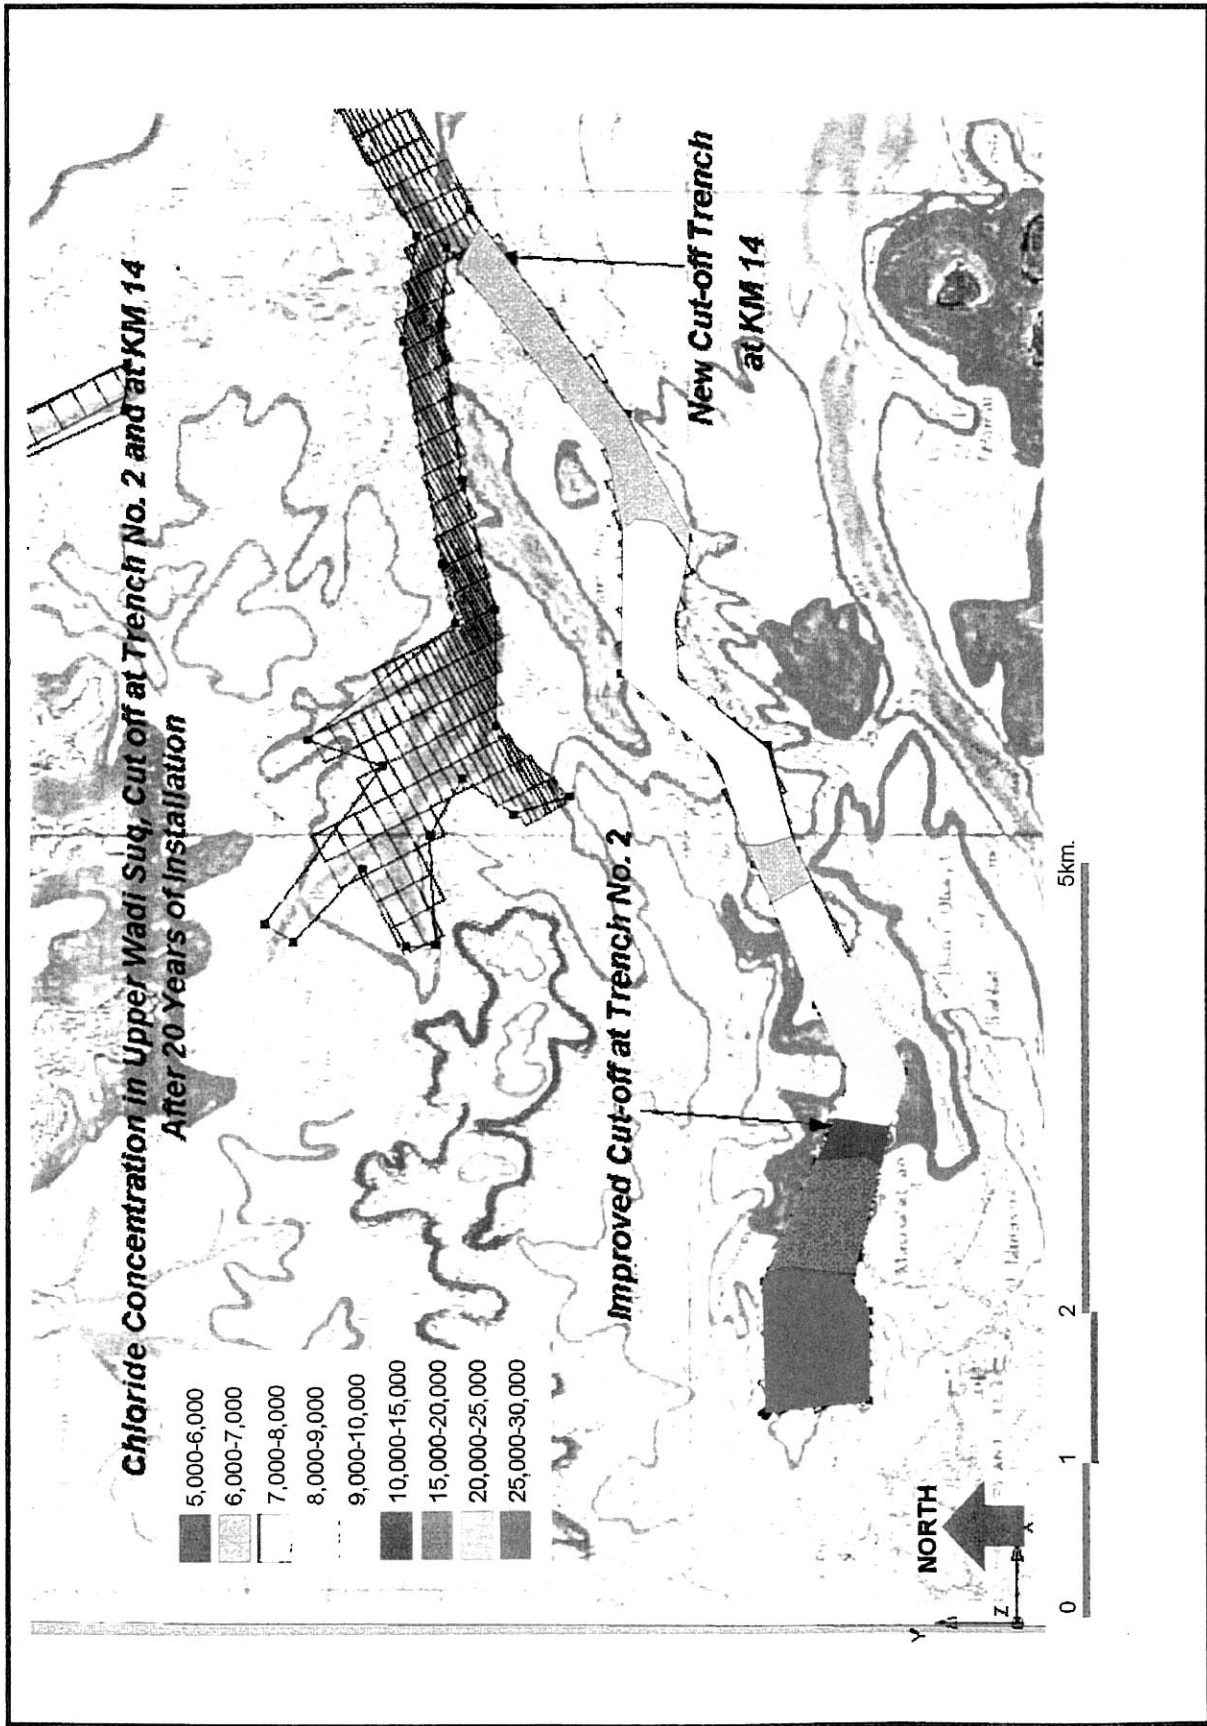 Chloride Concentration in Upper Wadi Suq, Cut off at Trench No. 2 and at KM 14
After 20 Years of Installation
5,000-6,000
6,000-7,000
7,000-8,000
8,000-9,000
9,000-10,000
10,000-15,000
15,000-20,000
20,000-25,000
25,000-30,000
New Cut-off Trench
at KM 14
Improved Cut-off at Trench No. 2
NORTH
Y
Z
X
0
1
2
5km.